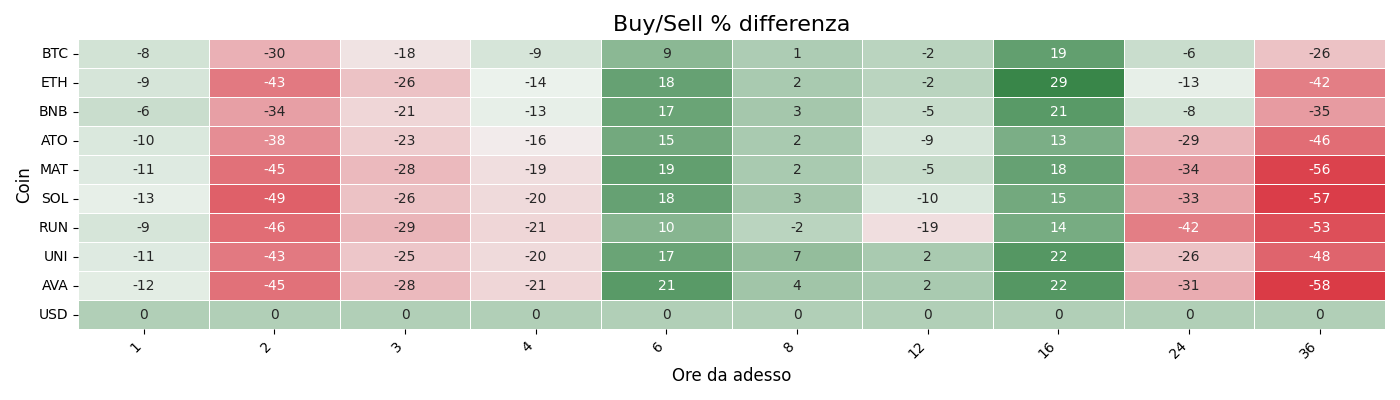 Buy/Sell % differenza
Coin
BTC -8 -30 -18 -9 9 1 -2 19 -6 -26
ETH -9 -43 -26 -14 18 2 -2 29 -13 -42
BNB -6 -34 -21 -13 17 3 -5 21 -8 -35
ATO -10 -38 -23 -16 15 2 -9 13 -29 -46
MAT -11 -45 -28 -19 19 2 -5 18 -34 -56
SOL -13 -49 -26 -20 18 3 -10 15 -33 -57
RUN -9 -46 -29 -21 10 -2 -19 14 -42 -53
UNI -11 -43 -25 -20 17 7 2 22 -26 -48
AVA -12 -45 -28 -21 21 4 2 22 -31 -58
USD 0 0 0 0 0 0 0 0 0 0
1 2 3 4 6 8 12 16 24 36
Ore da adesso